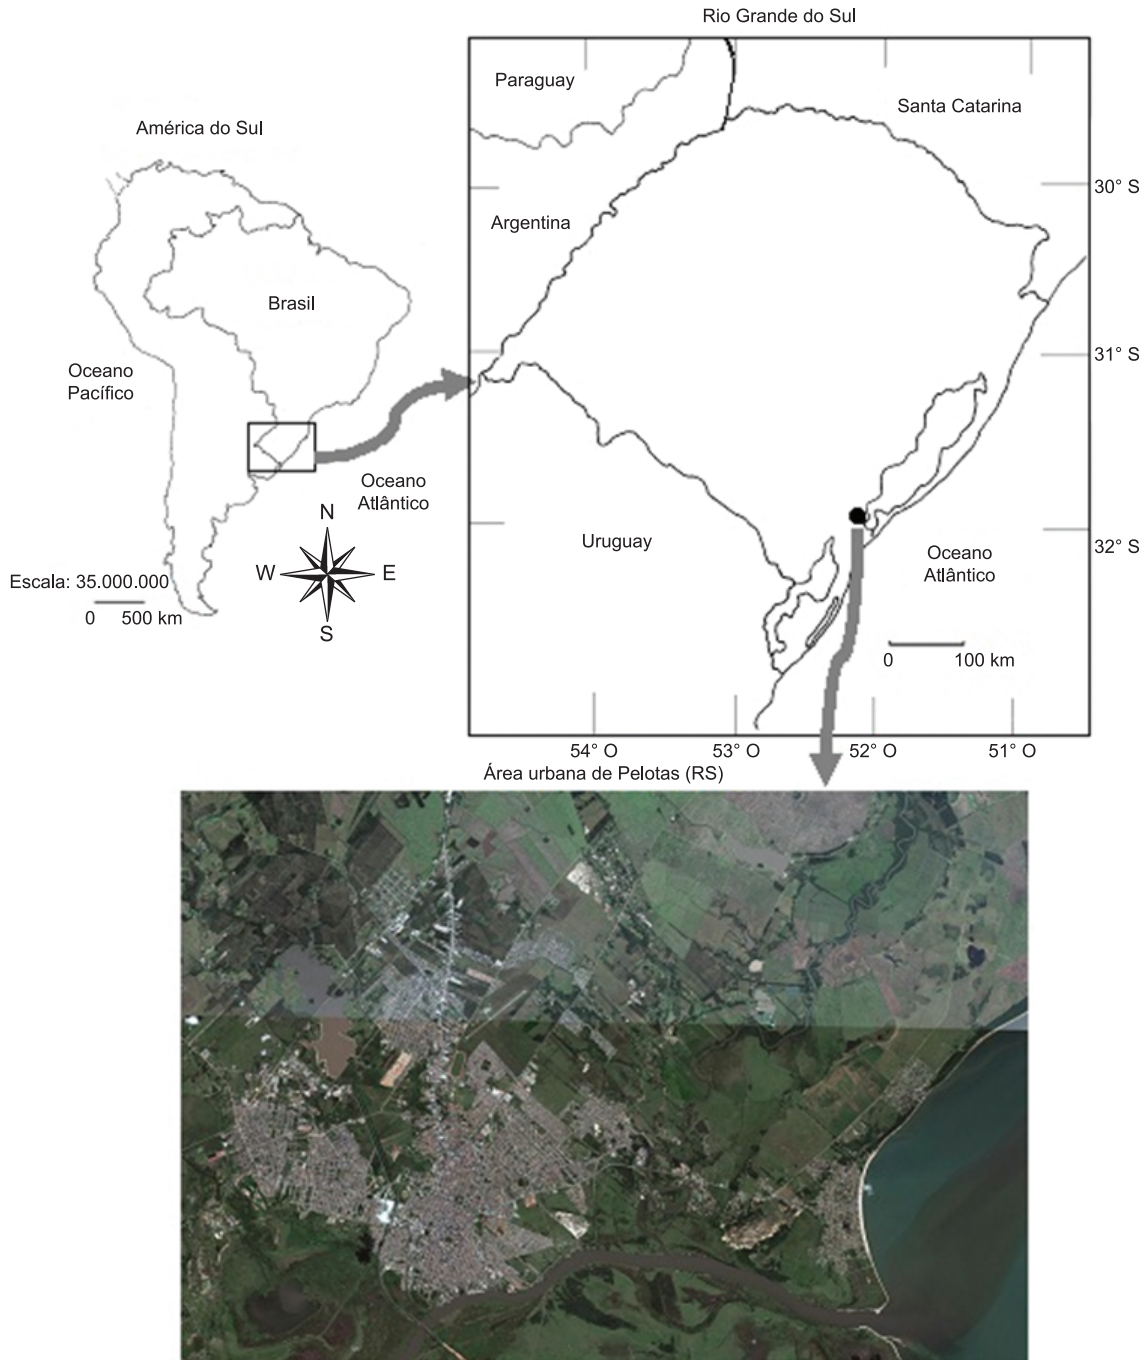 Rio Grande do Sul
América do Sul
Paraguay
Santa Catarina
30° S
Argentina
Brasil
Oceano
Pacífico
31° S
Oceano
Atlântico
N
W E
S
Escala: 35.000.000
0 500 km
Uruguay
Oceano
Atlântico
32° S
0 100 km
54° O 53° O 52° O 51° O
Área urbana de Pelotas (RS)